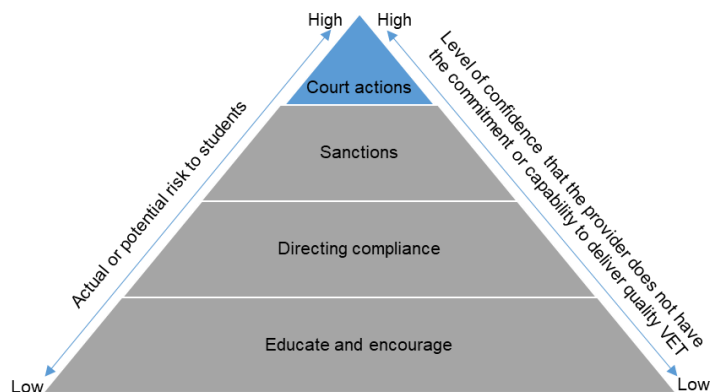 High
High
Court actions
Sanctions
Directing compliance
Educate and encourage
Low
Low
Actual or potential risk to students
Level of confidence that the provider does not have
the commitment or capability to deliver quality VET